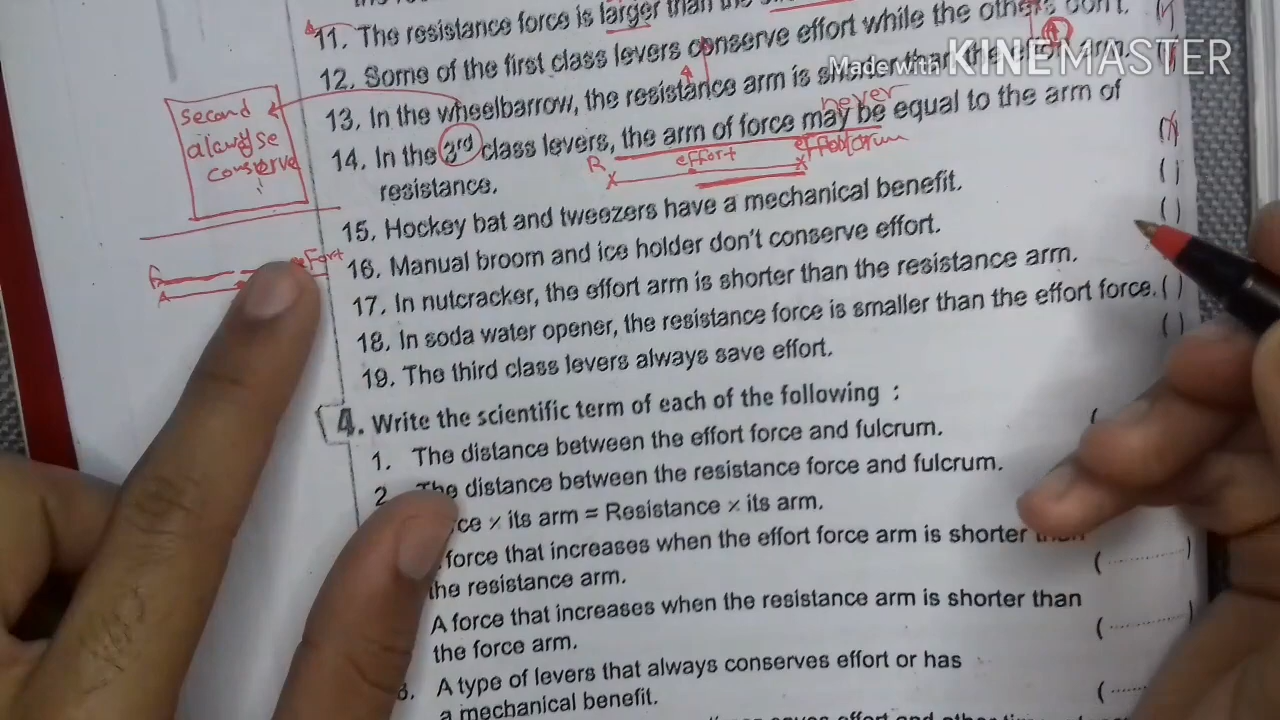 11. The resistance force is larger than the
12. Some of the first class levers conserve effort while the others don't.
Made with KINEMASTER
13. In the wheelbarrow, the resistance arm is shorter than the effort arm.
never
14. In the 3rd class levers, the arm of force may be equal to the arm of
resistance.
second
always
conserve
R effort
effort
15. Hockey bat and tweezers have a mechanical benefit. ( )
16. Manual broom and ice holder don't conserve effort. ( )
17. In nutcracker, the effort arm is shorter than the resistance arm.
18. In soda water opener, the resistance force is smaller than the effort force. ( )
19. The third class levers always save effort. ( )
4. Write the scientific term of each of the following :
1. The distance between the effort force and fulcrum. (
2. The distance between the resistance force and fulcrum.
ce × its arm = Resistance × its arm.
force that increases when the effort force arm is shorter than
the resistance arm. (..........)
A force that increases when the resistance arm is shorter than
the force arm. (..........)
A type of levers that always conserves effort or has
a mechanical benefit. (......